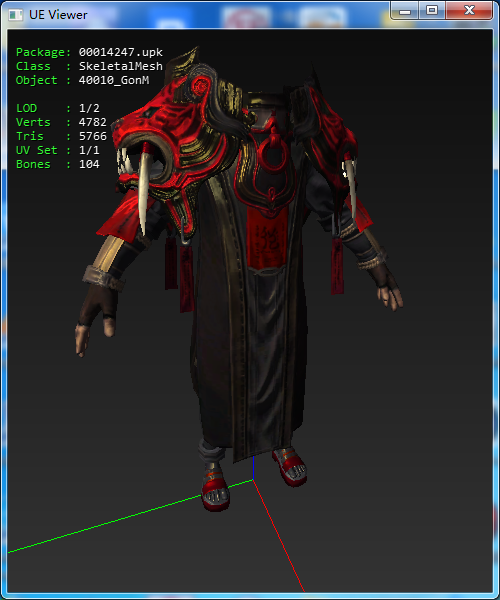 UE Viewer
Package: 00014247.upk
Class : SkeletalMesh
Object : 40010_GonM
LOD : 1/2
Verts : 4782
Tris : 5766
UV Set : 1/1
Bones : 104